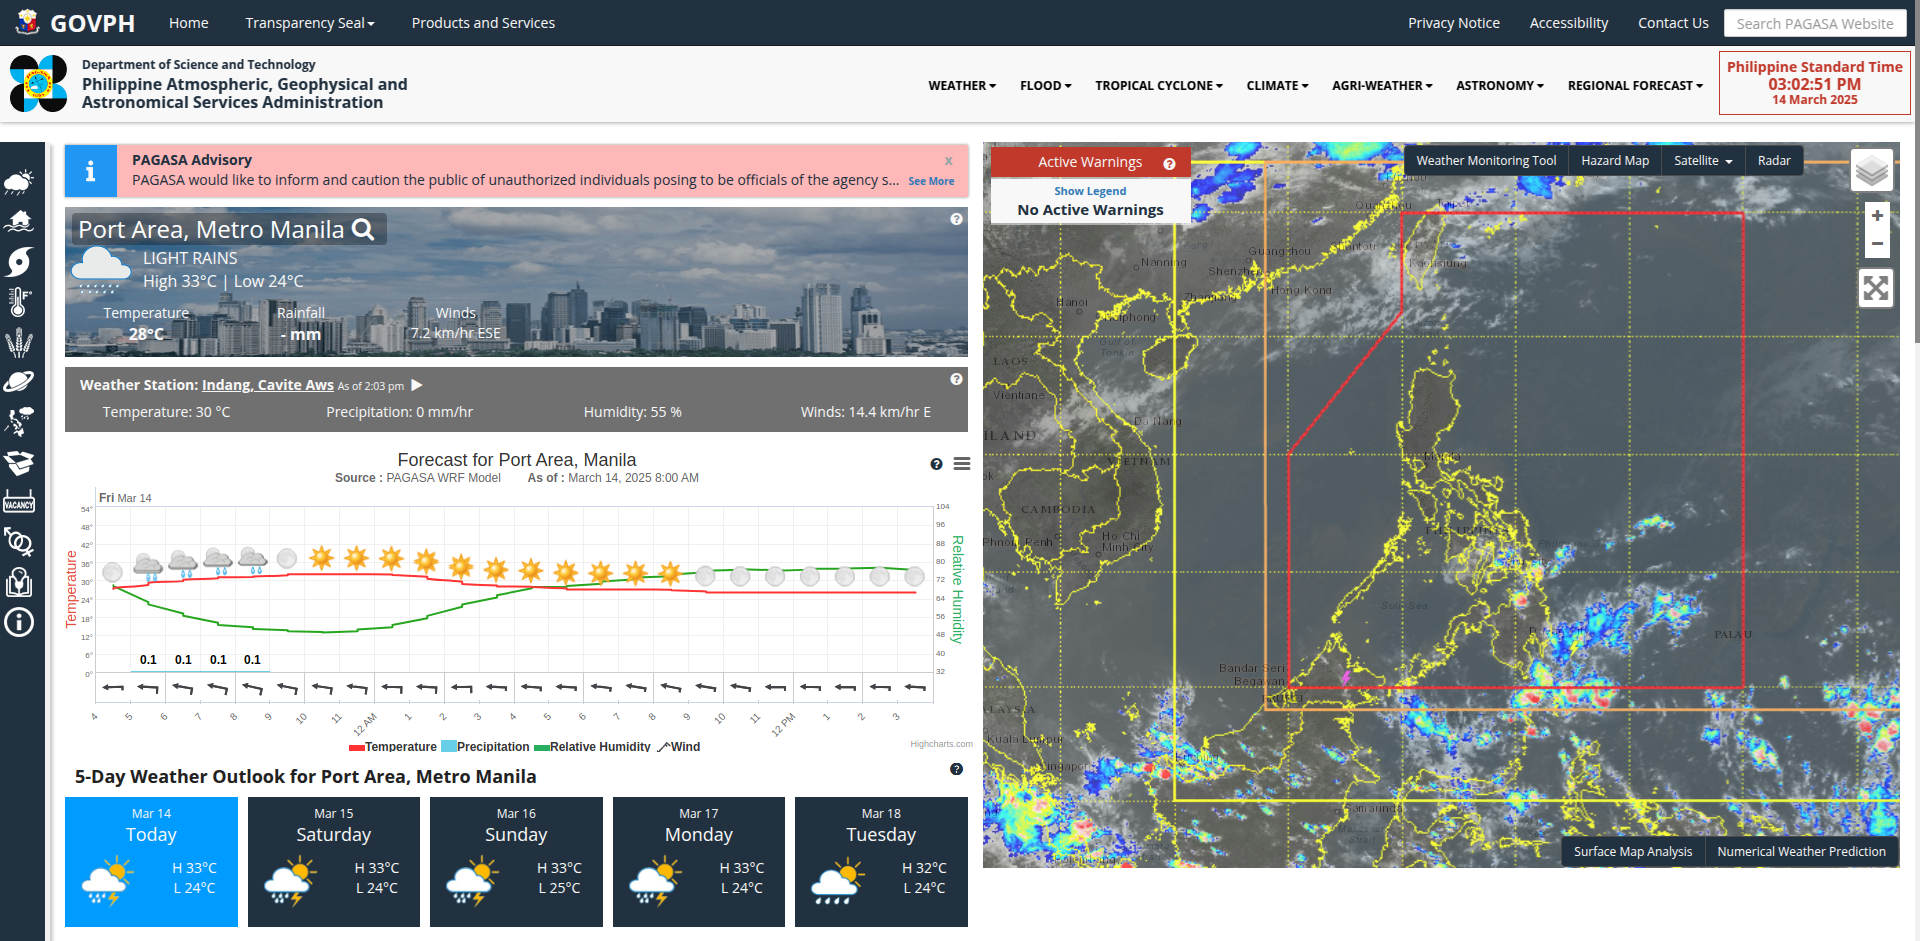 GOVPH
Home
Transparency Seal
Products and Services
Privacy Notice
Accessibility
Contact Us
Search PAGASA Website
Department of Science and Technology
Philippine Atmospheric, Geophysical and
Astronomical Services Administration
WEATHER
FLOOD
TROPICAL CYCLONE
CLIMATE
AGRI-WEATHER
ASTRONOMY
REGIONAL FORECAST
Philippine Standard Time
03:02:51 PM
14 March 2025
VACANCY
PAGASA Advisory
x
PAGASA would like to inform and caution the public of unauthorized individuals posing to be officials of the agency s... See More
Port Area, Metro Manila
LIGHT RAINS
High 33°C | Low 24°C
Temperature
28°C
Rainfall
- mm
Winds
7.2 km/hr ESE
Weather Station: Indang, Cavite Aws As of 2:03 pm
Temperature: 30 °C
Precipitation: 0 mm/hr
Humidity: 55 %
Winds: 14.4 km/hr E
Forecast for Port Area, Manila
Source : PAGASA WRF Model As of : March 14, 2025 8:00 AM
Fri Mar 14
Temperature
54°
48°
42°
36°
30°
24°
18°
12°
6°
0°
104
96
88
80
72
64
56
48
40
32
Relative Humidity
0.1 0.1 0.1 0.1
4 5 6 7 8 9 10 11 12 AM 1 2 3 4 5 6 7 8 9 10 11 12 PM 1 2 3
Temperature Precipitation Relative Humidity Wind
Highcharts.com
5-Day Weather Outlook for Port Area, Metro Manila
Mar 14
Today
H 33°C
L 24°C
Mar 15
Saturday
H 33°C
L 24°C
Mar 16
Sunday
H 33°C
L 25°C
Mar 17
Monday
H 33°C
L 24°C
Mar 18
Tuesday
H 32°C
L 24°C
Active Warnings
Show Legend
No Active Warnings
Weather Monitoring Tool
Hazard Map
Satellite
Radar
+
−
Guangzhou
Nanning
Shenzhen
Hong Kong
Hanoi
Haiphong
Gulf of
Tonkin
LAOS
Vientiane
Da Nang
VIETNAM
CAMBODIA
Phnom Penh
Ho Chi
Minh City
Kaohsiung
Manila
Sulu Sea
PALAU
Bandar Seri
Begawan
Kuala Lumpur
Singapore
Samarinda
Surface Map Analysis
Numerical Weather Prediction